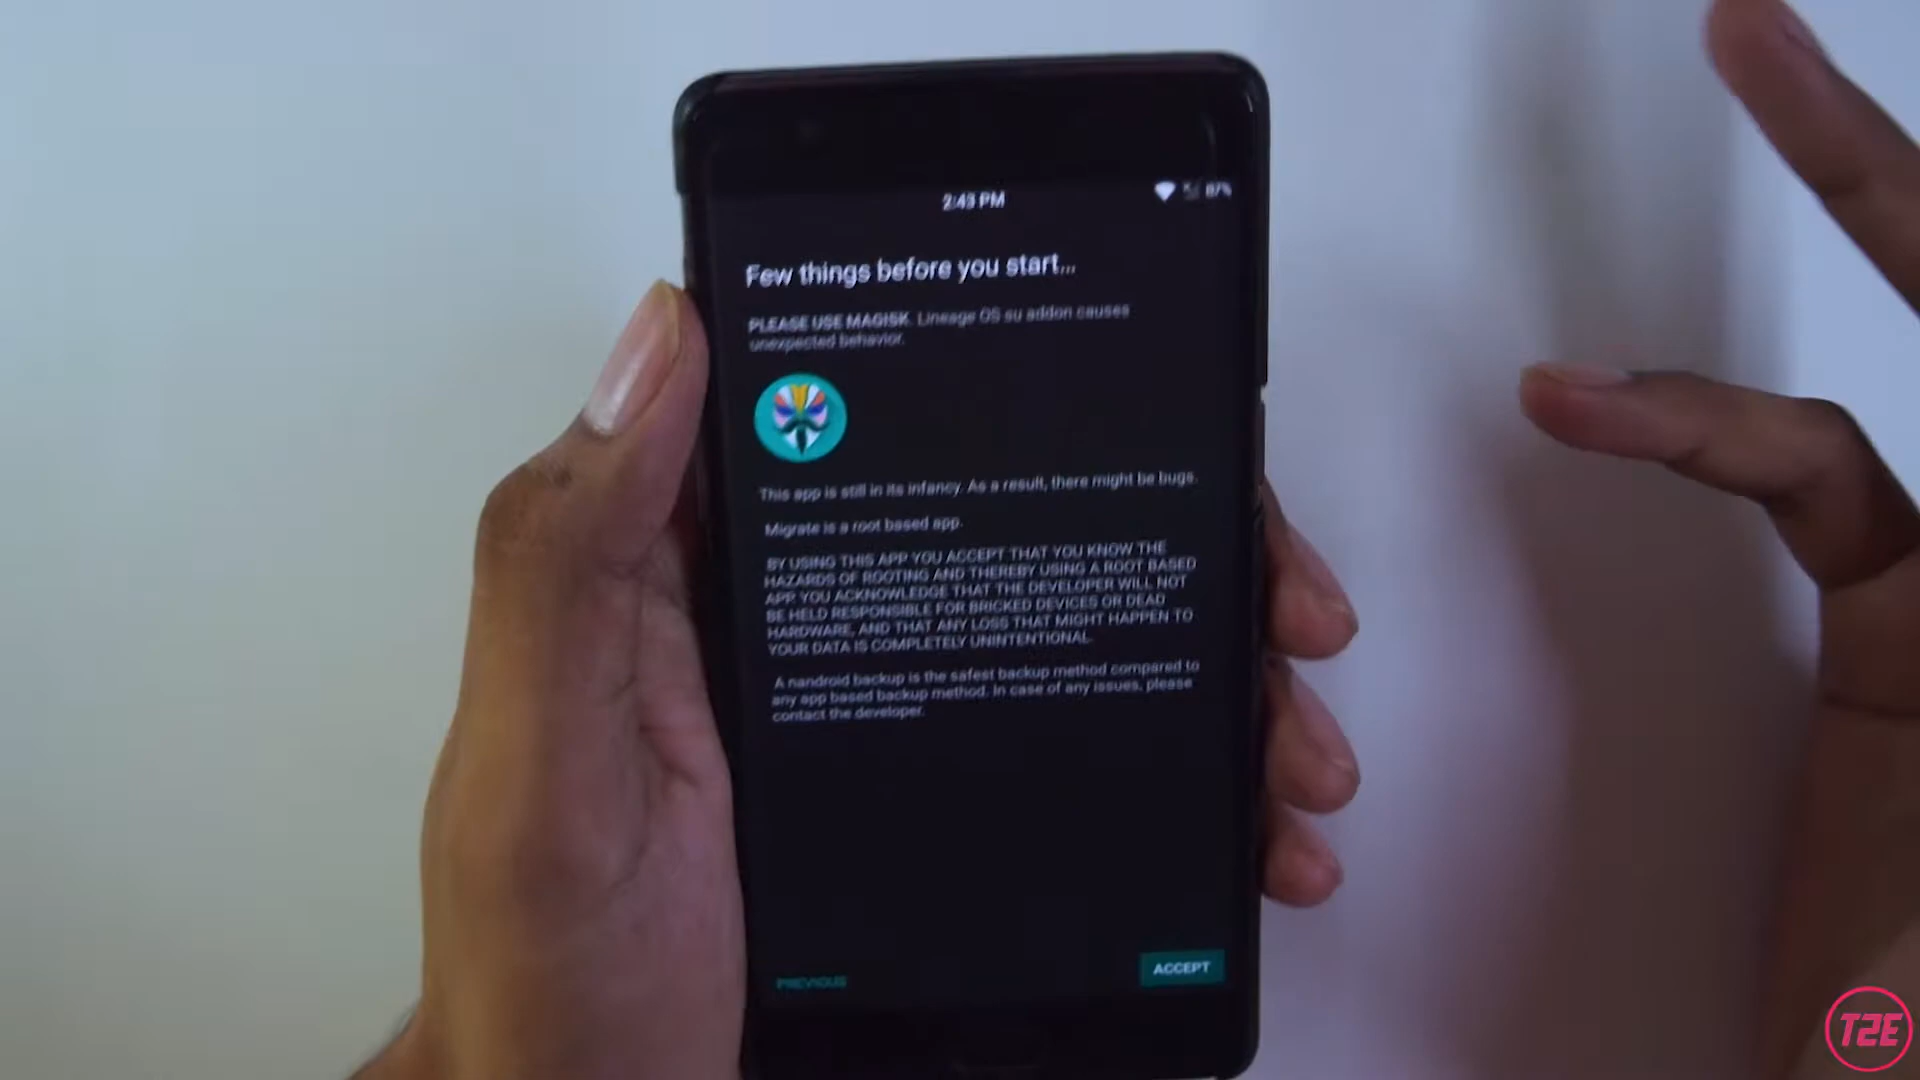 2:43 PM
87%
Few things before you start...
PLEASE USE MAGISK. Lineage OS su addon causes
unexpected behavior.
This app is still in its infancy. As a result, there might be bugs.
Migrate is a root based app.
BY USING THIS APP YOU ACCEPT THAT YOU KNOW THE
HAZARDS OF ROOTING AND THEREBY USING A ROOT BASED
APP. YOU ACKNOWLEDGE THAT THE DEVELOPER WILL NOT
BE HELD RESPONSIBLE FOR BRICKED DEVICES OR DEAD
HARDWARE, AND THAT ANY LOSS THAT MIGHT HAPPEN TO
YOUR DATA IS COMPLETELY UNINTENTIONAL.
A nandroid backup is the safest backup method compared to
any app based backup method. In case of any issues, please
contact the developer.
PREVIOUS
ACCEPT
T2E